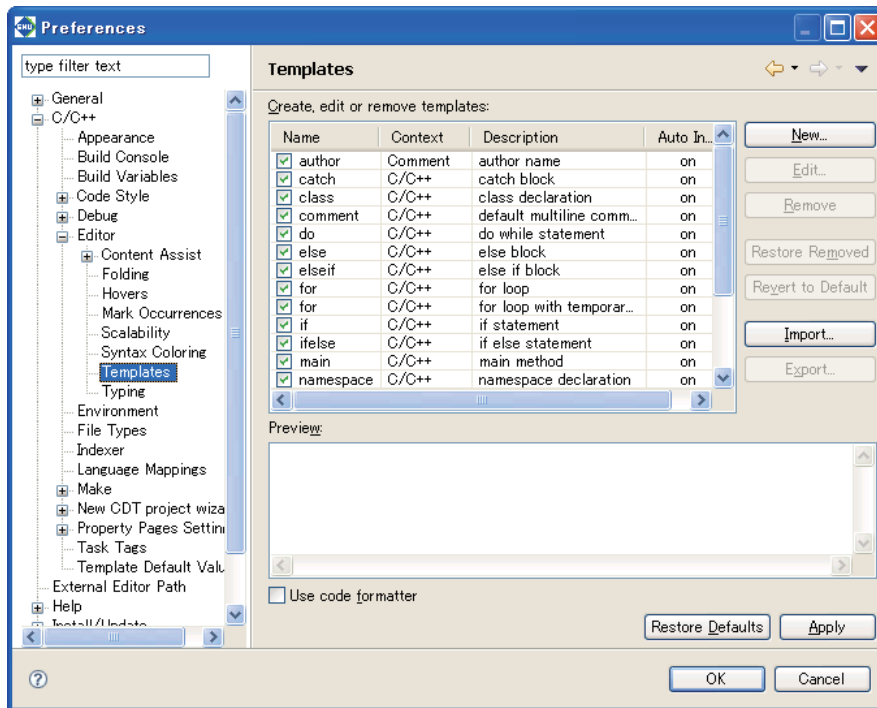 GNU Preferences
type filter text
General
C/C++
Appearance
Build Console
Build Variables
Code Style
Debug
Editor
Content Assist
Folding
Hovers
Mark Occurrences
Scalability
Syntax Coloring
Templates
Typing
Environment
File Types
Indexer
Language Mappings
Make
New CDT project wiza
Property Pages Settin
Task Tags
Template Default Valu
External Editor Path
Help
Install/Update
Templates
Create, edit or remove templates:
Name Context Description Auto In...
author Comment author name on
catch C/C++ catch block on
class C/C++ class declaration on
comment C/C++ default multiline comm... on
do C/C++ do while statement on
else C/C++ else block on
elseif C/C++ else if block on
for C/C++ for loop on
for C/C++ for loop with temporar... on
if C/C++ if statement on
ifelse C/C++ if else statement on
main C/C++ main method on
namespace C/C++ namespace declaration on
New...
Edit...
Remove
Restore Removed
Revert to Default
Import...
Export...
Preview:
Use code formatter
Restore Defaults Apply
? OK Cancel